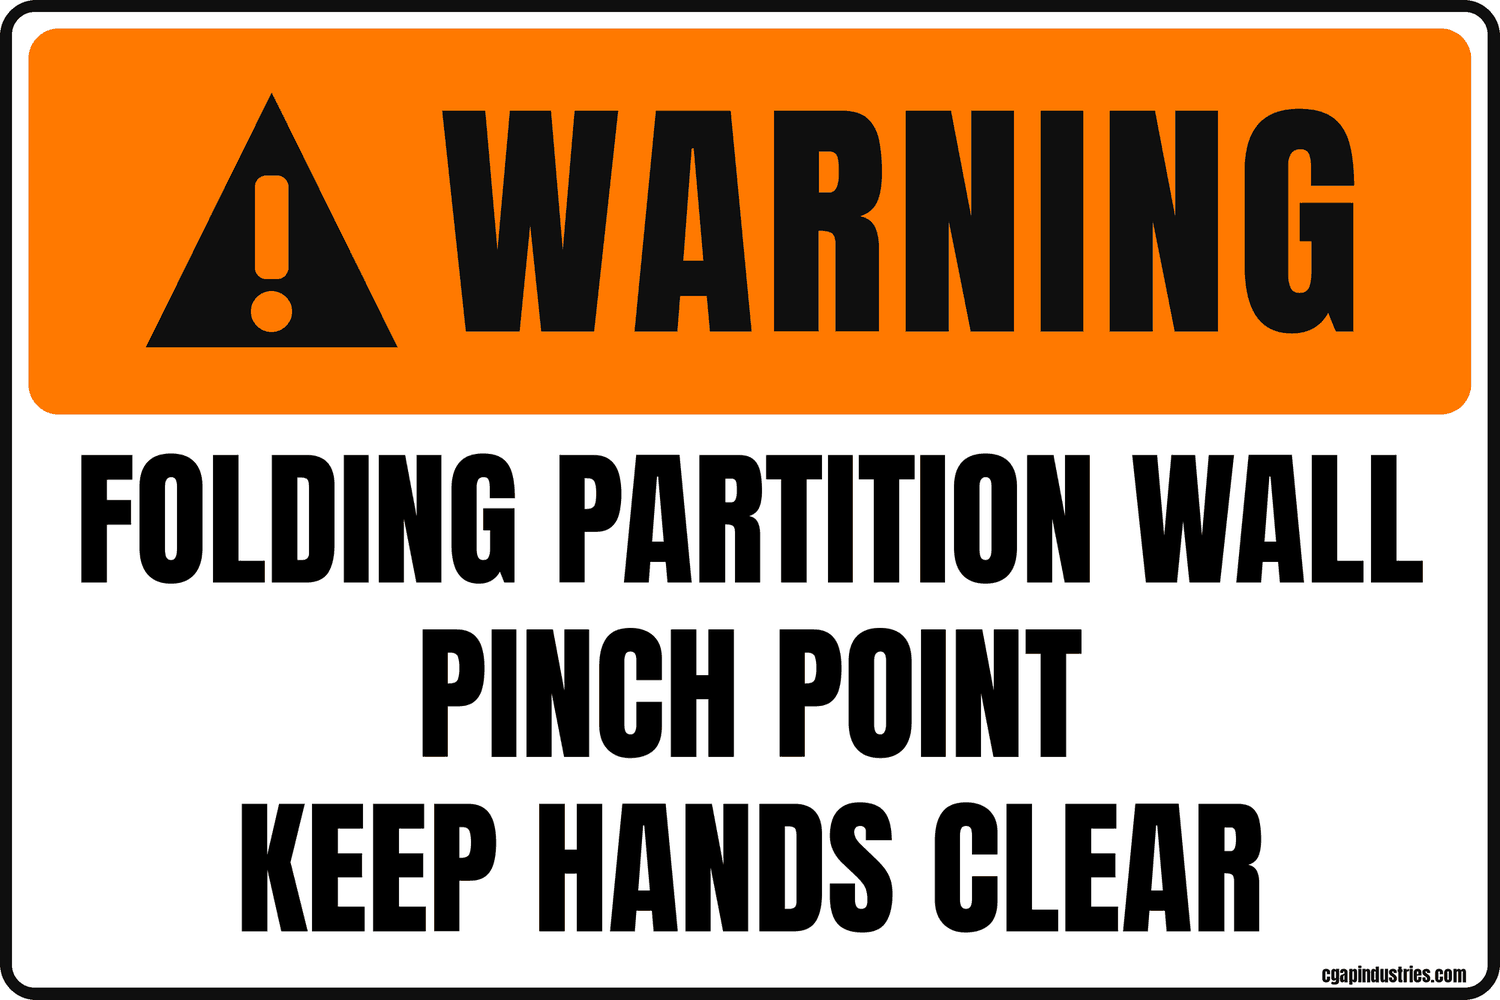 WARNING
FOLDING PARTITION WALL
PINCH POINT
KEEP HANDS CLEAR
cgapindustries.com